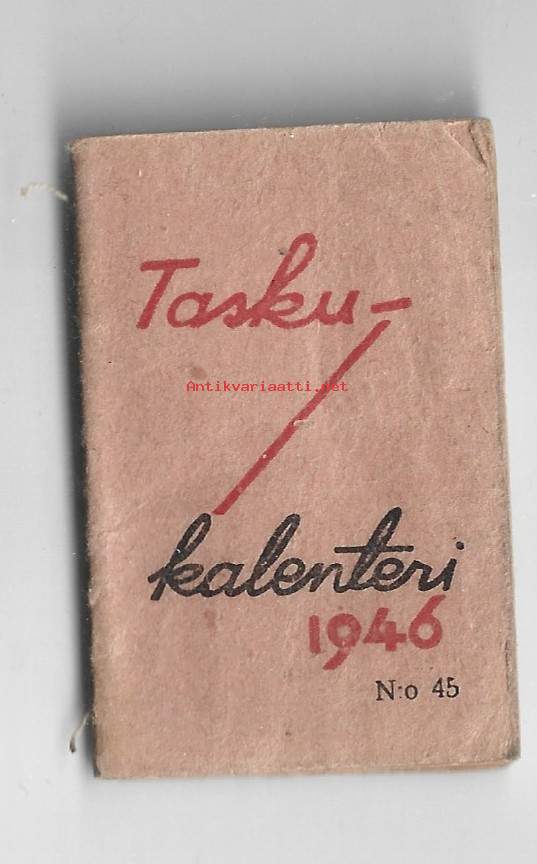 Tasku-
Antikvariaatti.net
kalenteri
1946
N:o 45